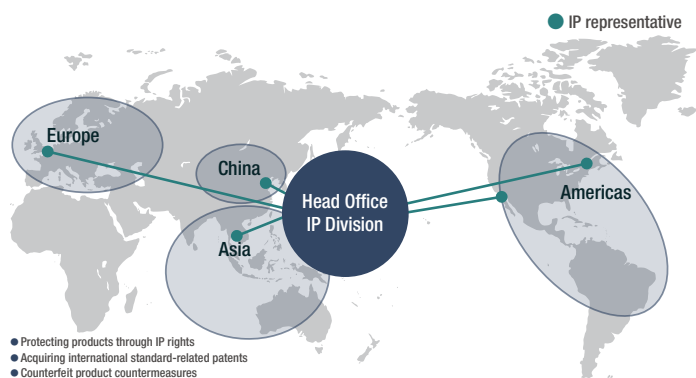 IP representative
Europe
China
Head Office
IP Division
Americas
Asia
● Protecting products through IP rights
● Acquiring international standard-related patents
● Counterfeit product countermeasures